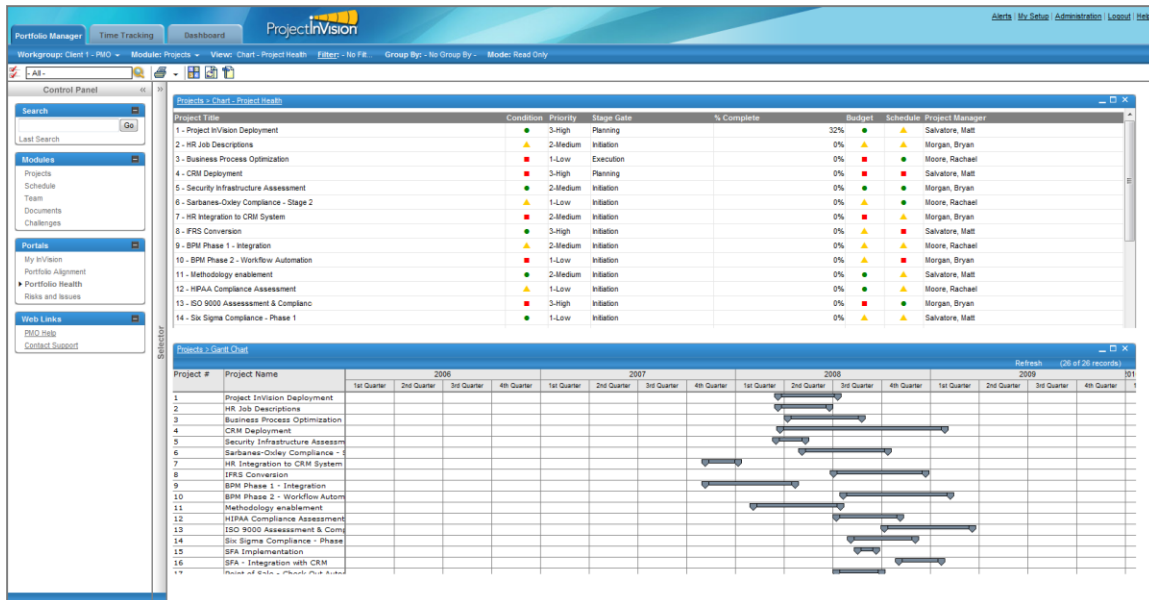 Alerts | My Setup | Administration | Logout | Help
Portfolio Manager Time Tracking Dashboard ProjectInVision
Workgroup: Client 1 - PMO Module: Projects View: Chart - Project Health Filter: - No Filt... Group By: - No Group By - Mode: Read Only
- All -
Control Panel
Search
Go
Last Search
Modules
Projects
Schedule
Team
Documents
Challenges
Portals
My InVision
Portfolio Alignment
Portfolio Health
Risks and Issues
Web Links
PMO Help
Contact Support
Selector
Projects > Chart - Project Health
Project Title Condition Priority Stage Gate % Complete Budget Schedule Project Manager
1 - Project InVision Deployment 3-High Planning 32% Salvatore, Matt
2 - HR Job Descriptions 2-Medium Initiation 0% Morgan, Bryan
3 - Business Process Optimization 1-Low Execution 0% Moore, Rachael
4 - CRM Deployment 3-High Planning 0% Salvatore, Matt
5 - Security Infrastructure Assessment 2-Medium Initiation 0% Morgan, Bryan
6 - Sarbanes-Oxley Compliance - Stage 2 1-Low Initiation 0% Moore, Rachael
7 - HR Integration to CRM System 2-Medium Initiation 0% Morgan, Bryan
8 - IFRS Conversion 3-High Initiation 0% Salvatore, Matt
9 - BPM Phase 1 - Integration 2-Medium Initiation 0% Moore, Rachael
10 - BPM Phase 2 - Workflow Automation 1-Low Initiation 0% Morgan, Bryan
11 - Methodology enablement 2-Medium Initiation 0% Salvatore, Matt
12 - HIPAA Compliance Assessment 1-Low Initiation 0% Moore, Rachael
13 - ISO 9000 Assesssment & Complianc 3-High Initiation 0% Morgan, Bryan
14 - Six Sigma Compliance - Phase 1 1-Low Initiation 0% Salvatore, Matt
Projects > Gantt Chart
Refresh (26 of 26 records)
Project # Project Name 2006 2007 2008 2009 201
1st Quarter 2nd Quarter 3rd Quarter 4th Quarter 1st Quarter 2nd Quarter 3rd Quarter 4th Quarter 1st Quarter 2nd Quarter 3rd Quarter 4th Quarter 1st Quarter 2nd Quarter 3rd Quarter 4th Quarter 1
1 Project InVision Deployment
2 HR Job Descriptions
3 Business Process Optimization
4 CRM Deployment
5 Security Infrastructure Assessm
6 Sarbanes-Oxley Compliance - S
7 HR Integration to CRM System
8 IFRS Conversion
9 BPM Phase 1 - Integration
10 BPM Phase 2 - Workflow Autom
11 Methodology enablement
12 HIPAA Compliance Assessment
13 ISO 9000 Assesssment & Comp
14 Six Sigma Compliance - Phase
15 SFA Implementation
16 SFA - Integration with CRM
17 Point of Sale - Check Out Autom